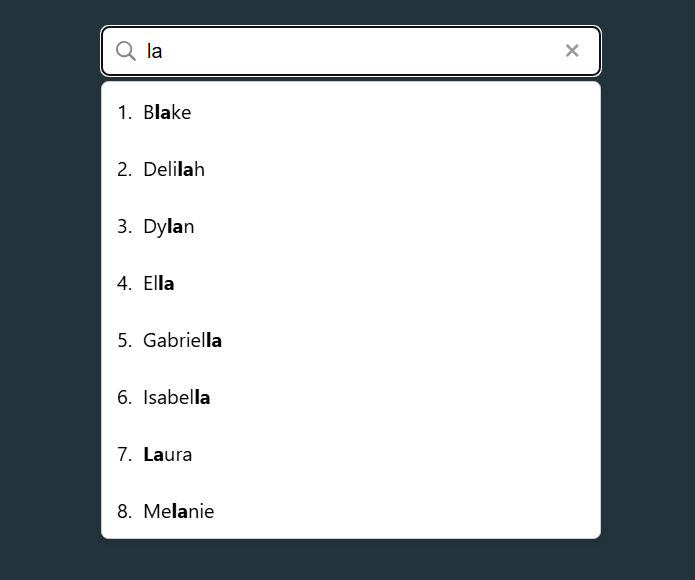 la
1. Blake
2. Delilah
3. Dylan
4. Ella
5. Gabriella
6. Isabella
7. Laura
8. Melanie